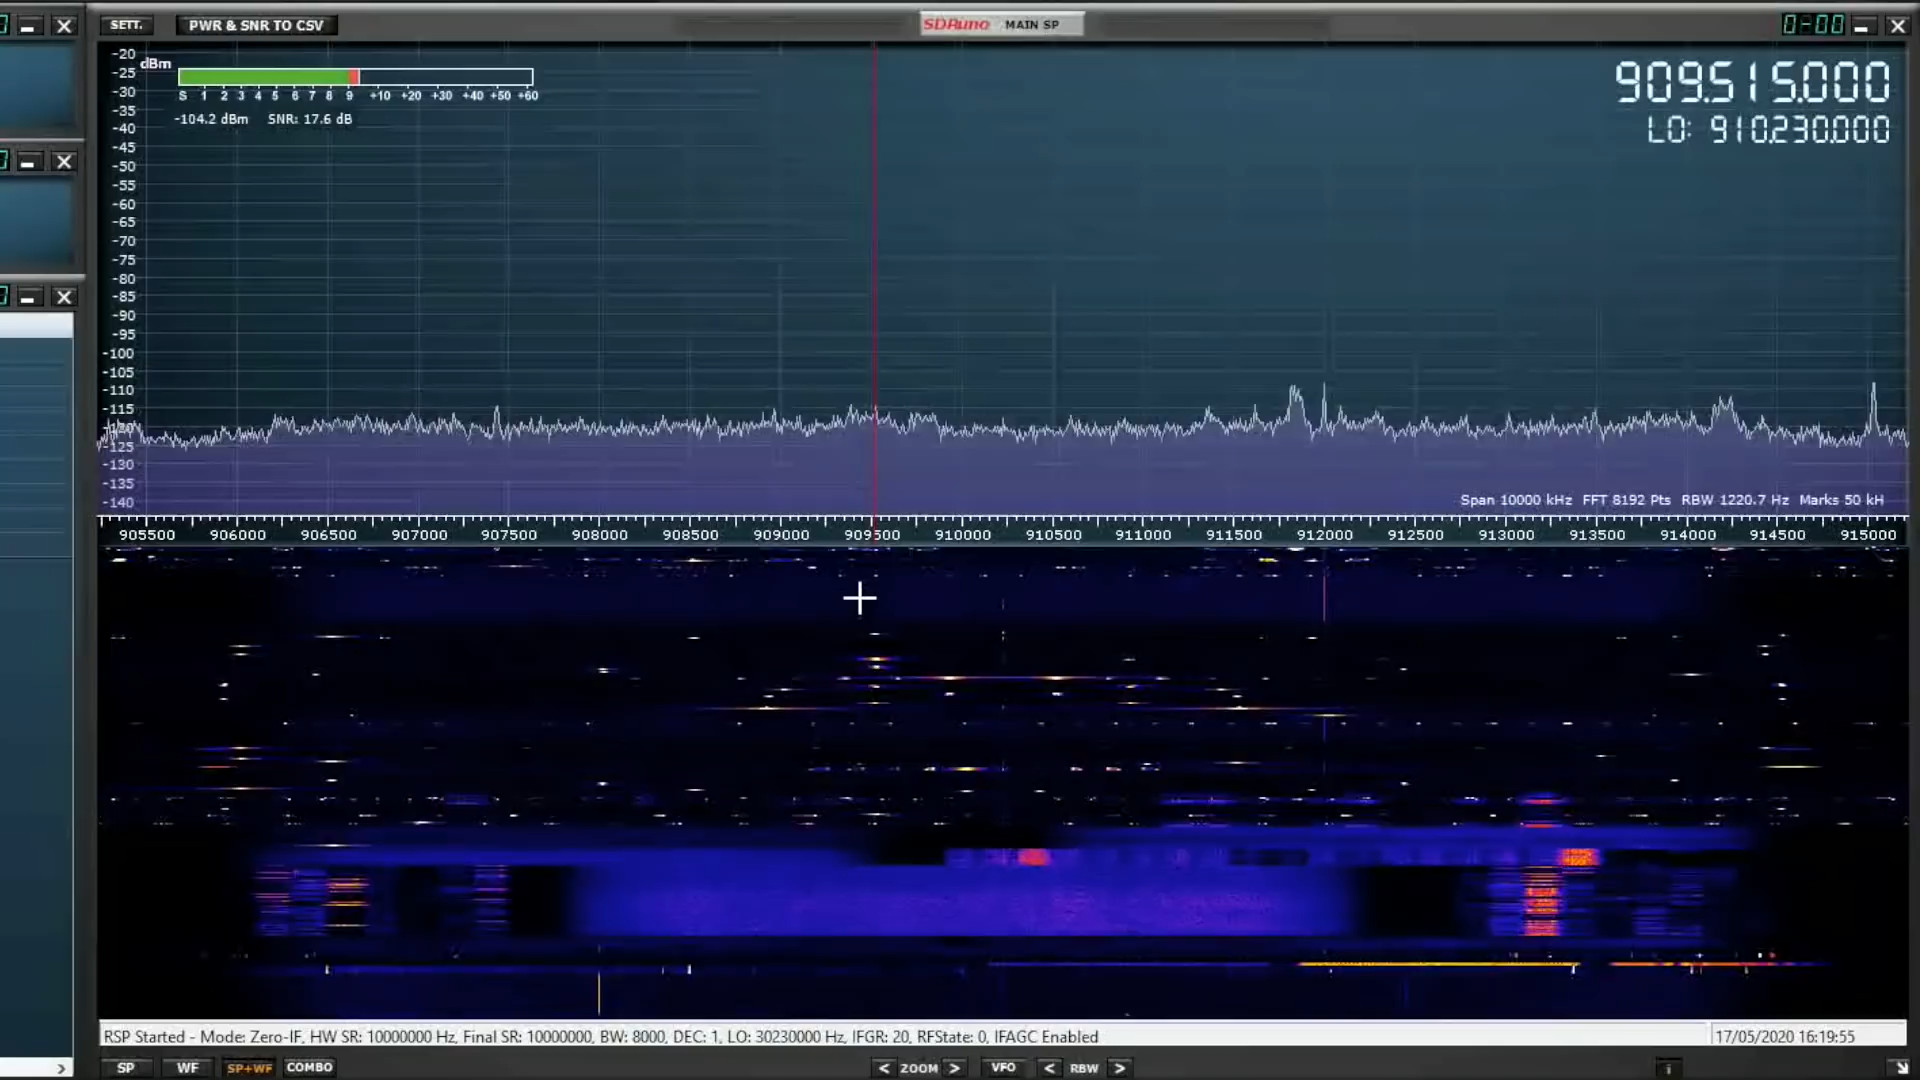 SETT.
PWR & SNR TO CSV
SDRuno MAIN SP
0-00
-20
dBm
-25
-30
-35
-40
-45
-50
-55
-60
-65
-70
-75
-80
-85
-90
-95
-100
-105
-110
-115
-120
-125
-130
-135
-140
S 1 2 3 4 5 6 7 8 9 +10 +20 +30 +40 +50 +60
-104.2 dBm SNR: 17.6 dB
909.515.000
LO: 910.230.000
Span 10000 kHz FFT 8192 Pts RBW 1220.7 Hz Marks 50 kH
905500 906000 906500 907000 907500 908000 908500 909000 909500 910000 910500 911000 911500 912000 912500 913000 913500 914000 914500 915000
RSP Started - Mode: Zero-IF, HW SR: 10000000 Hz, Final SR: 10000000, BW: 8000, DEC: 1, LO: 30230000 Hz, IFGR: 20, RFState: 0, IFAGC Enabled
17/05/2020 16:19:55
SP WF SP+WF COMBO < ZOOM > VFO < RBW > i